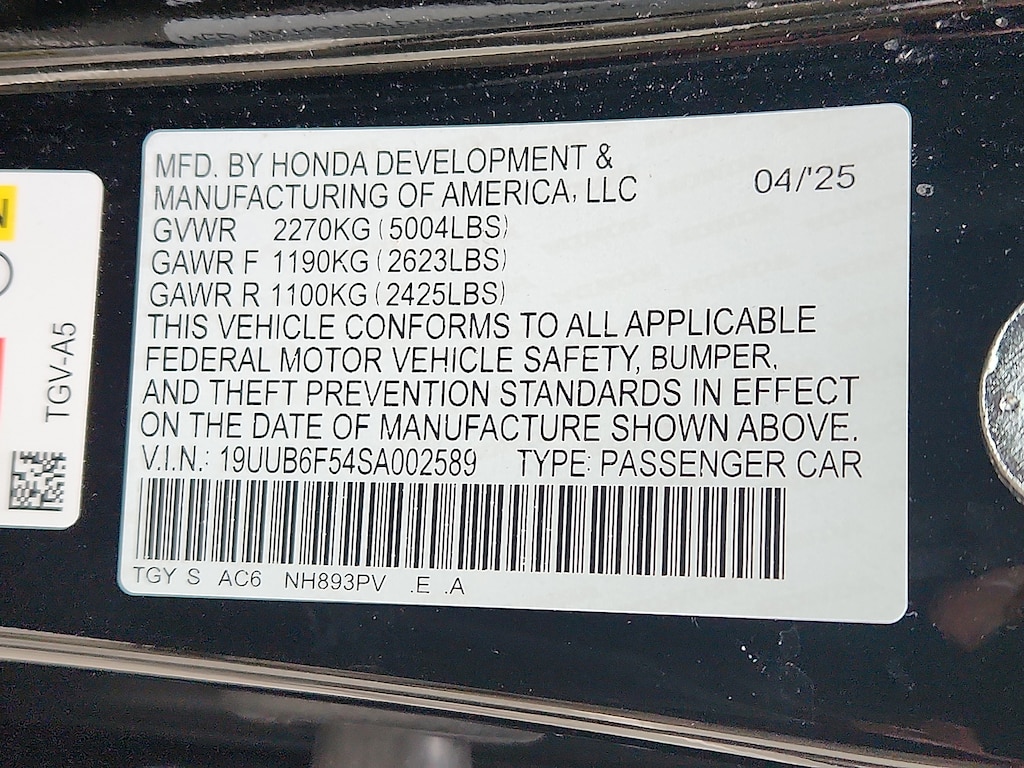 MFD. BY HONDA DEVELOPMENT &
MANUFACTURING OF AMERICA, LLC
04/'25
GVWR 2270KG (5004LBS)
GAWR F 1190KG (2623LBS)
GAWR R 1100KG (2425LBS)
THIS VEHICLE CONFORMS TO ALL APPLICABLE
FEDERAL MOTOR VEHICLE SAFETY, BUMPER,
AND THEFT PREVENTION STANDARDS IN EFFECT
ON THE DATE OF MANUFACTURE SHOWN ABOVE.
V.I.N.: 19UUB6F54SA002589 TYPE: PASSENGER CAR
TGY S AC6 NH893PV .E .A
TGV-A5